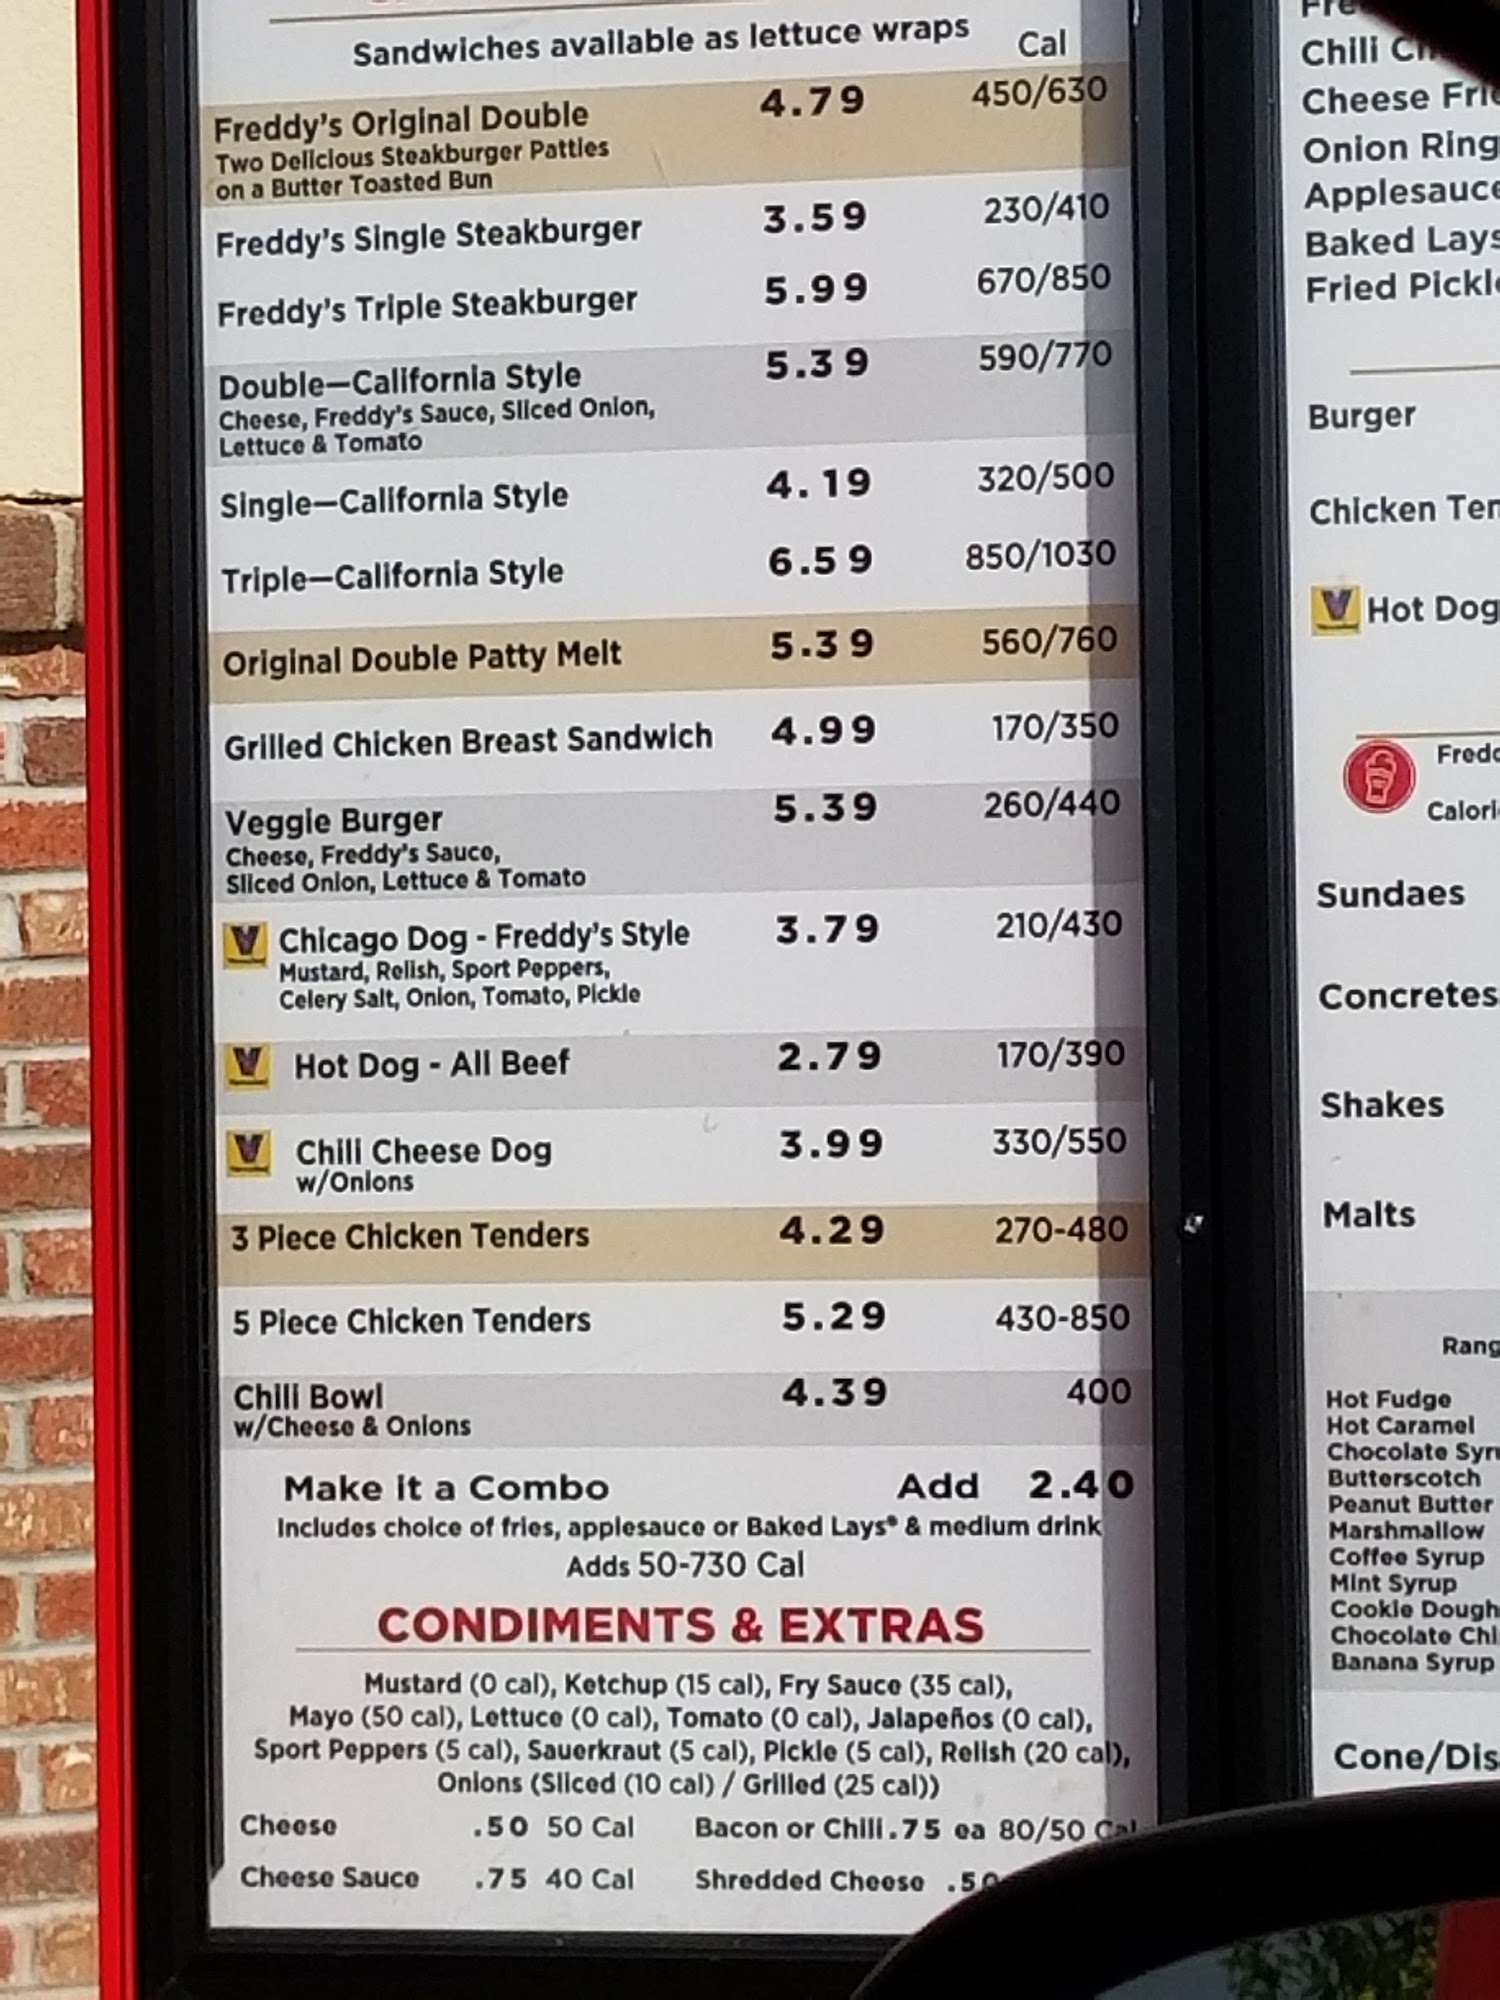 Sandwiches available as lettuce wraps Cal
Freddy's Original Double 4.79 450/630
Two Delicious Steakburger Patties
on a Butter Toasted Bun
Freddy's Single Steakburger 3.59 230/410
Freddy's Triple Steakburger 5.99 670/850
Double—California Style 5.39 590/770
Cheese, Freddy's Sauce, Sliced Onion,
Lettuce & Tomato
Single—California Style 4.19 320/500
Triple—California Style 6.59 850/1030
Original Double Patty Melt 5.39 560/760
Grilled Chicken Breast Sandwich 4.99 170/350
Veggie Burger 5.39 260/440
Cheese, Freddy's Sauce,
Sliced Onion, Lettuce & Tomato
V Chicago Dog - Freddy's Style 3.79 210/430
Mustard, Relish, Sport Peppers,
Celery Salt, Onion, Tomato, Pickle
V Hot Dog - All Beef 2.79 170/390
V Chili Cheese Dog 3.99 330/550
w/Onions
3 Piece Chicken Tenders 4.29 270-480
5 Piece Chicken Tenders 5.29 430-850
Chili Bowl 4.39 400
w/Cheese & Onions
Make it a Combo Add 2.40
Includes choice of fries, applesauce or Baked Lays® & medium drink
Adds 50-730 Cal
CONDIMENTS & EXTRAS
Mustard (0 cal), Ketchup (15 cal), Fry Sauce (35 cal),
Mayo (50 cal), Lettuce (0 cal), Tomato (0 cal), Jalapeños (0 cal),
Sport Peppers (5 cal), Sauerkraut (5 cal), Pickle (5 cal), Relish (20 cal),
Onions (Sliced (10 cal) / Grilled (25 cal))
Cheese .50 50 Cal Bacon or Chili .75 ea 80/50 Cal
Cheese Sauce .75 40 Cal Shredded Cheese .50
Chili
Cheese
Onion Ring
Applesauce
Baked Lays
Fried
Burger
Chicken
V Hot Dog
Sundaes
Concretes
Shakes
Malts
Hot Fudge
Hot Caramel
Chocolate
Butterscotch
Peanut Butter
Marshmallow
Coffee Syrup
Mint Syrup
Cookie Dough
Chocolate
Banana Syrup